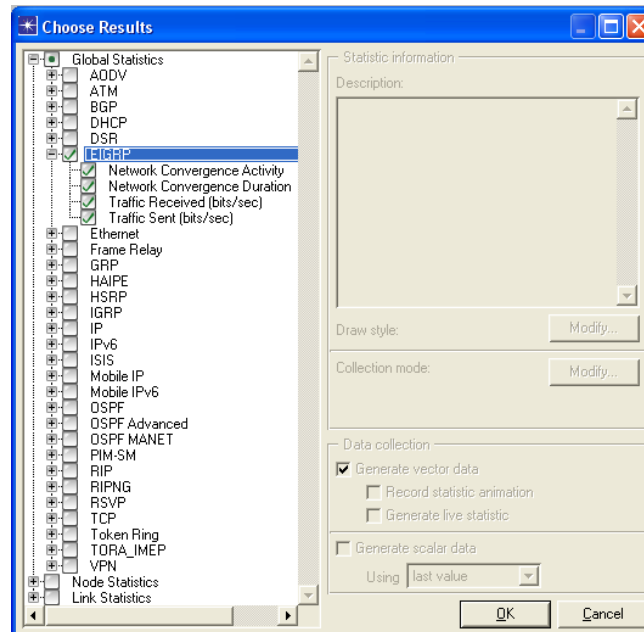 Choose Results
Global Statistics
AODV
ATM
BGP
DHCP
DSR
EIGRP
Network Convergence Activity
Network Convergence Duration
Traffic Received (bits/sec)
Traffic Sent (bits/sec)
Ethernet
Frame Relay
GRP
HAIPE
HSRP
IGRP
IP
IPv6
ISIS
Mobile IP
Mobile IPv6
OSPF
OSPF Advanced
OSPF MANET
PIM-SM
RIP
RIPNG
RSVP
TCP
Token Ring
TORA_IMEP
VPN
Node Statistics
Link Statistics
Statistic information
Description:
Draw style: Modify...
Collection mode: Modify...
Data collection
Generate vector data
Record statistic animation
Generate live statistic
Generate scalar data
Using last value
OK Cancel